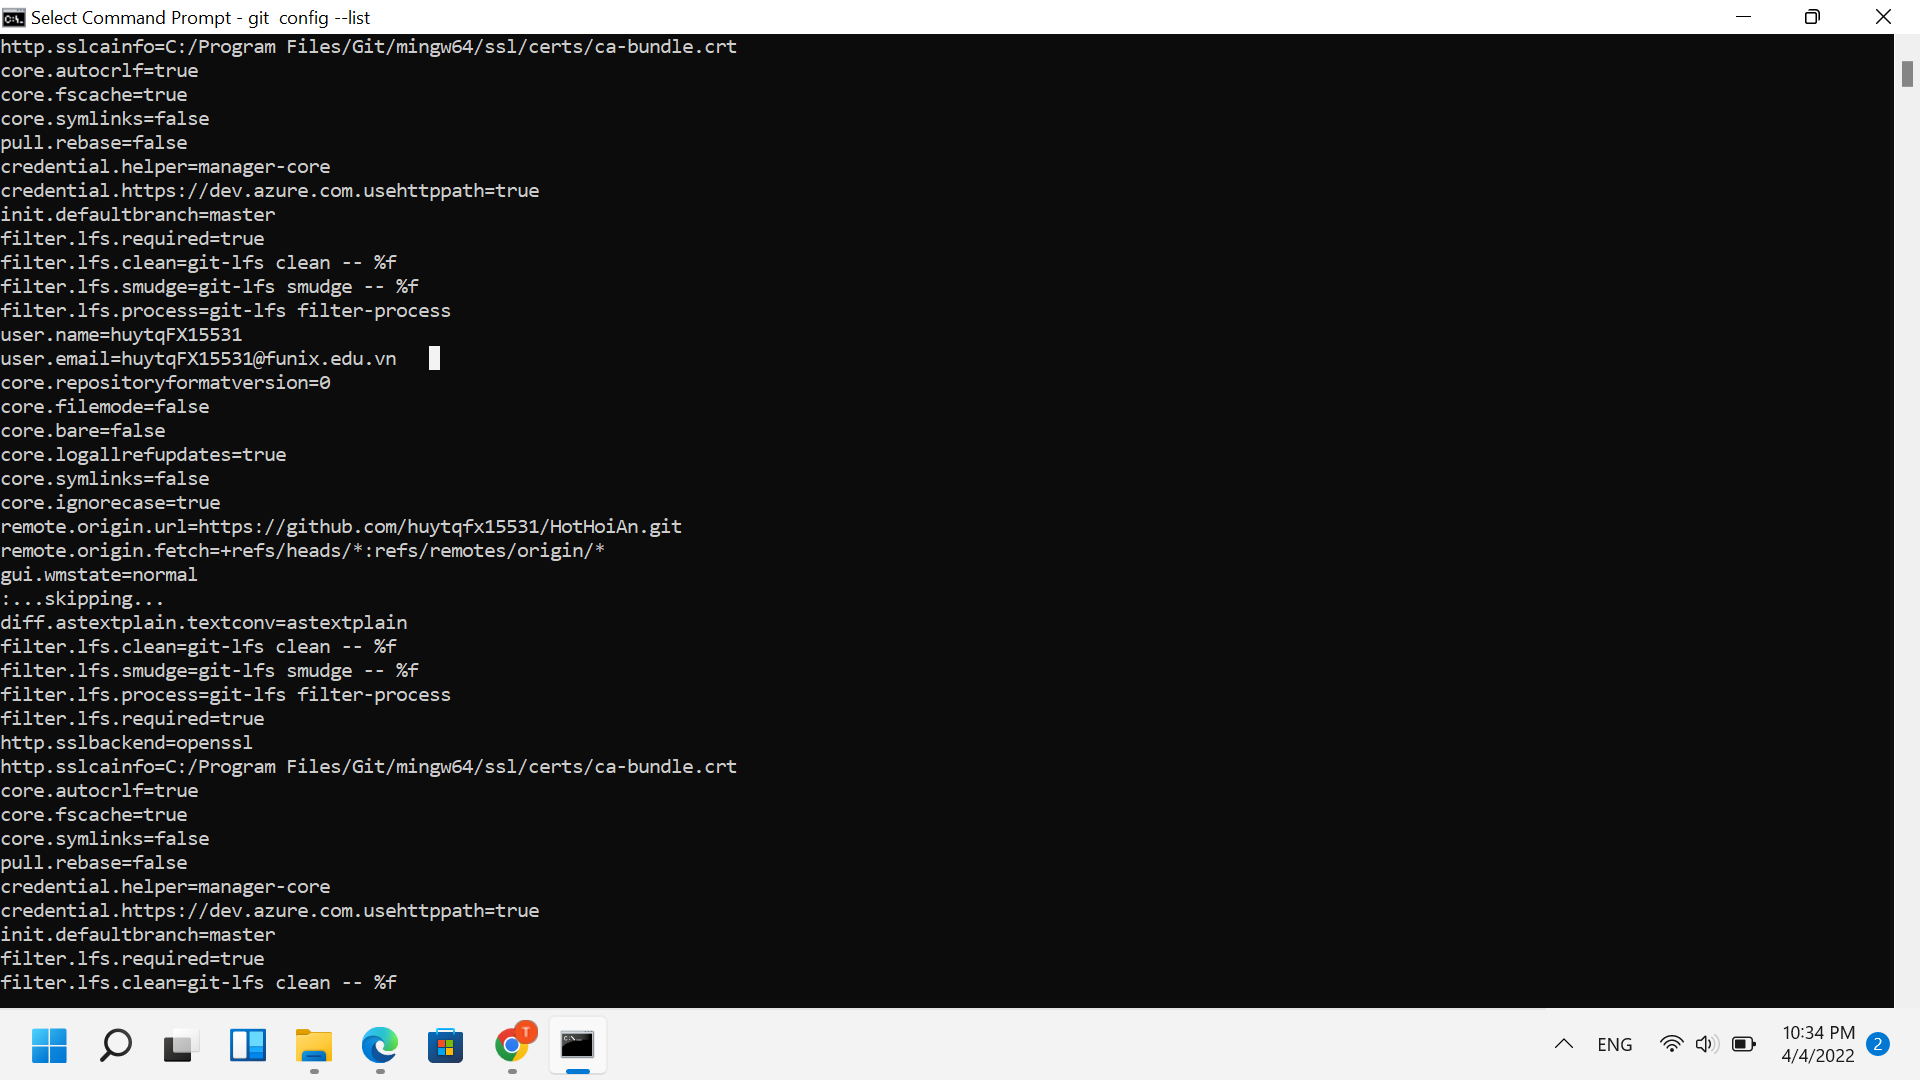 Select Command Prompt - git  config --list
http.sslcainfo=C:/Program Files/Git/mingw64/ssl/certs/ca-bundle.crt
core.autocrlf=true
core.fscache=true
core.symlinks=false
pull.rebase=false
credential.helper=manager-core
credential.https://dev.azure.com.usehttppath=true
init.defaultbranch=master
filter.lfs.required=true
filter.lfs.clean=git-lfs clean -- %f
filter.lfs.smudge=git-lfs smudge -- %f
filter.lfs.process=git-lfs filter-process
user.name=huytqFX15531
user.email=huytqFX15531@funix.edu.vn
core.repositoryformatversion=0
core.filemode=false
core.bare=false
core.logallrefupdates=true
core.symlinks=false
core.ignorecase=true
remote.origin.url=https://github.com/huytqfx15531/HotHoiAn.git
remote.origin.fetch=+refs/heads/*:refs/remotes/origin/*
gui.wmstate=normal
:...skipping...
diff.astextplain.textconv=astextplain
filter.lfs.clean=git-lfs clean -- %f
filter.lfs.smudge=git-lfs smudge -- %f
filter.lfs.process=git-lfs filter-process
filter.lfs.required=true
http.sslbackend=openssl
http.sslcainfo=C:/Program Files/Git/mingw64/ssl/certs/ca-bundle.crt
core.autocrlf=true
core.fscache=true
core.symlinks=false
pull.rebase=false
credential.helper=manager-core
credential.https://dev.azure.com.usehttppath=true
init.defaultbranch=master
filter.lfs.required=true
filter.lfs.clean=git-lfs clean -- %f
T
ENG
10:34 PM
4/4/2022
2